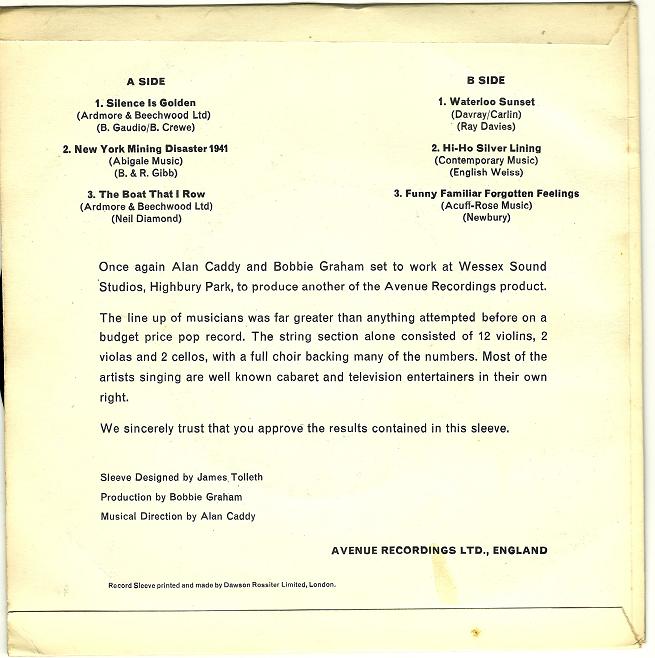 A SIDE
1. Silence Is Golden
(Ardmore & Beechwood Ltd)
(B. Gaudio/B. Crewe)
2. New York Mining Disaster 1941
(Abigale Music)
(B. & R. Gibb)
3. The Boat That I Row
(Ardmore & Beechwood Ltd)
(Neil Diamond)
B SIDE
1. Waterloo Sunset
(Davray/Carlin)
(Ray Davies)
2. Hi-Ho Silver Lining
(Contemporary Music)
(English Weiss)
3. Funny Familiar Forgotten Feelings
(Acuff-Rose Music)
(Newbury)
Once again Alan Caddy and Bobbie Graham set to work at Wessex Sound
Studios, Highbury Park, to produce another of the Avenue Recordings product.
The line up of musicians was far greater than anything attempted before on a
budget price pop record. The string section alone consisted of 12 violins, 2
violas and 2 cellos, with a full choir backing many of the numbers. Most of the
artists singing are well known cabaret and television entertainers in their own
right.
We sincerely trust that you approve the results contained in this sleeve.
Sleeve Designed by James Tolleth
Production by Bobbie Graham
Musical Direction by Alan Caddy
AVENUE RECORDINGS LTD., ENGLAND
Record Sleeve printed and made by Dawson Rossiter Limited, London.